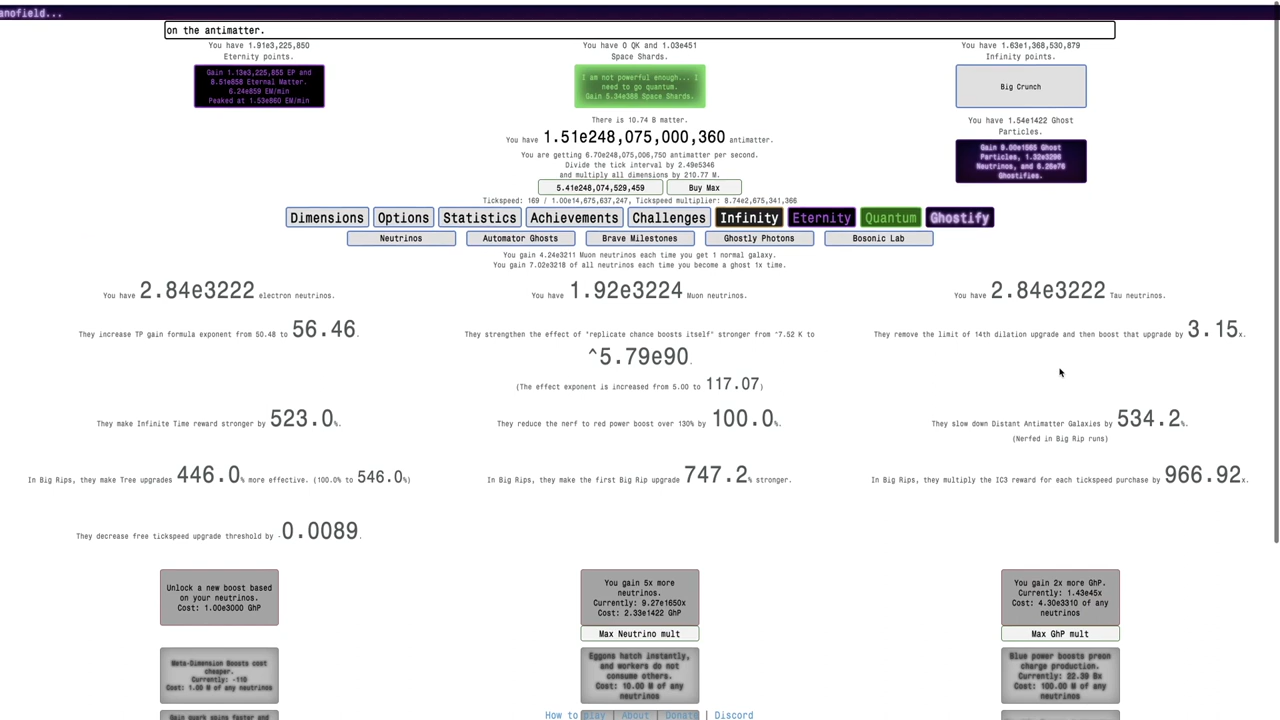 anofield...
on the antimatter.
You have 1.91e3,225,850
Eternity points.
Gain 1.13e3,225,855 EP and
8.51e858 Eternal Matter.
6.24e859 EM/min
Peaked at 1.53e860 EM/min
You have 0 QK and 1.03e451
Space Shards.
I am not powerful enough... I
need to go quantum.
Gain 5.34e388 Space Shards.
You have 1.63e1,368,530,879
Infinity points.
Big Crunch
You have 1.54e1422 Ghost
Particles.
Gain 9.00e1565 Ghost
Particles, 1.32e3296
Neutrinos, and 6.26e76
Ghostifies.
There is 10.74 B matter.
You have 1.51e248,075,000,360 antimatter.
You are getting 6.70e248,075,006,750 antimatter per second.
Divide the tick interval by 2.49e5346
and multiply all dimensions by 210.77 M.
5.41e248,074,529,459 Buy Max
Tickspeed: 169 / 1.00e14,675,637,247, Tickspeed multiplier: 8.74e2,675,341,366
Dimensions Options Statistics Achievements Challenges Infinity Eternity Quantum Ghostify
Neutrinos Automator Ghosts Brave Milestones Ghostly Photons Bosonic Lab
You gain 4.24e3211 Muon neutrinos each time you get 1 normal galaxy.
You gain 7.02e3218 of all neutrinos each time you become a ghost 1x time.
You have 2.84e3222 electron neutrinos.
You have 1.92e3224 Muon neutrinos.
You have 2.84e3222 Tau neutrinos.
They increase TP gain formula exponent from 50.48 to 56.46.
They strengthen the effect of "replicate chance boosts itself" stronger from ^7.52 K to
^5.79e90.
(The effect exponent is increased from 5.00 to 117.07)
They remove the limit of 14th dilation upgrade and then boost that upgrade by 3.15x.
They make Infinite Time reward stronger by 523.0%.
They reduce the nerf to red power boost over 130% by 100.0%.
They slow down Distant Antimatter Galaxies by 534.2%.
(Nerfed in Big Rip runs)
In Big Rips, they make Tree upgrades 446.0% more effective. (100.0% to 546.0%)
In Big Rips, they make the first Big Rip upgrade 747.2% stronger.
In Big Rips, they multiply the IC3 reward for each tickspeed purchase by 966.92x.
They decrease free tickspeed upgrade threshold by -0.0089.
Unlock a new boost based
on your neutrinos.
Cost: 1.00e3000 GhP
You gain 5x more
neutrinos.
Currently: 9.27e1650x
Cost: 2.33e1422 GhP
Max Neutrino mult
You gain 2x more GhP.
Currently: 1.43e45x
Cost: 4.30e3310 of any
neutrinos
Max GhP mult
Meta-Dimension Boosts cost
cheaper.
Currently: -110
Cost: 1.00 M of any neutrinos
Eggons hatch instantly,
and workers do not
consume others.
Cost: 10.00 M of any
neutrinos
Blue power boosts preon
charge production.
Currently: 22.39 Bx
Cost: 100.00 M of any
neutrinos
Gain quark spins faster and
How to play | About | Donate | Discord